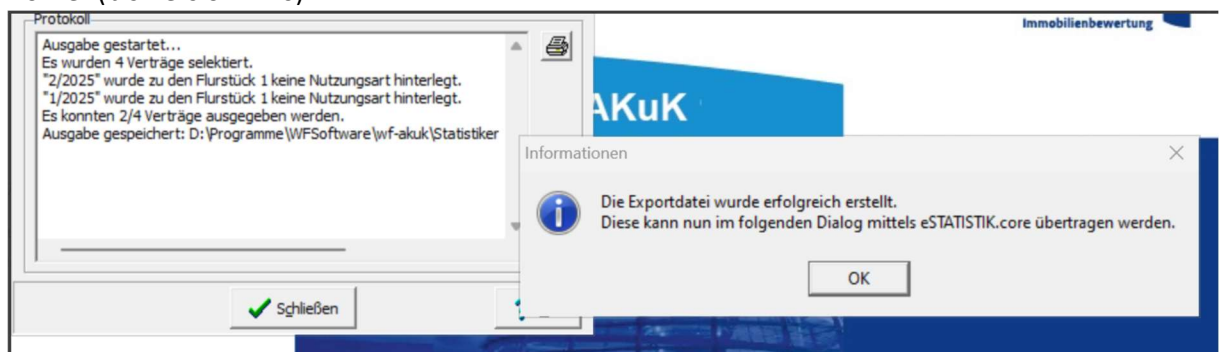 Immobilienbewertung
Protokoll
Ausgabe gestartet...
Es wurden 4 Verträge selektiert.
"2/2025" wurde zu den Flurstück 1 keine Nutzungsart hinterlegt.
"1/2025" wurde zu den Flurstück 1 keine Nutzungsart hinterlegt.
Es konnten 2/4 Verträge ausgegeben werden.
Ausgabe gespeichert: D:\Programme\WFSoftware\wf-akuk\Statistiker
AKuK
Informationen
Die Exportdatei wurde erfolgreich erstellt.
Diese kann nun im folgenden Dialog mittels eSTATISTIK.core übertragen werden.
OK
Schließen